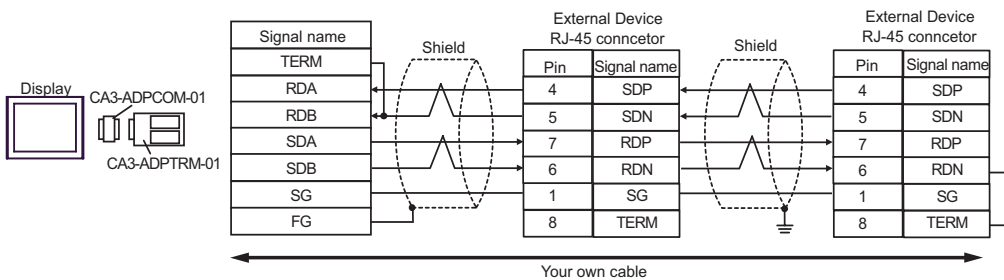 Display
CA3-ADPCOM-01
CA3-ADPTRM-01
Signal name
TERM
RDA
RDB
SDA
SDB
SG
FG
Shield
External Device
RJ-45 conncetor
Pin Signal name
4 SDP
5 SDN
7 RDP
6 RDN
1 SG
8 TERM
Shield
External Device
RJ-45 conncetor
Pin Signal name
4 SDP
5 SDN
7 RDP
6 RDN
1 SG
8 TERM
Your own cable